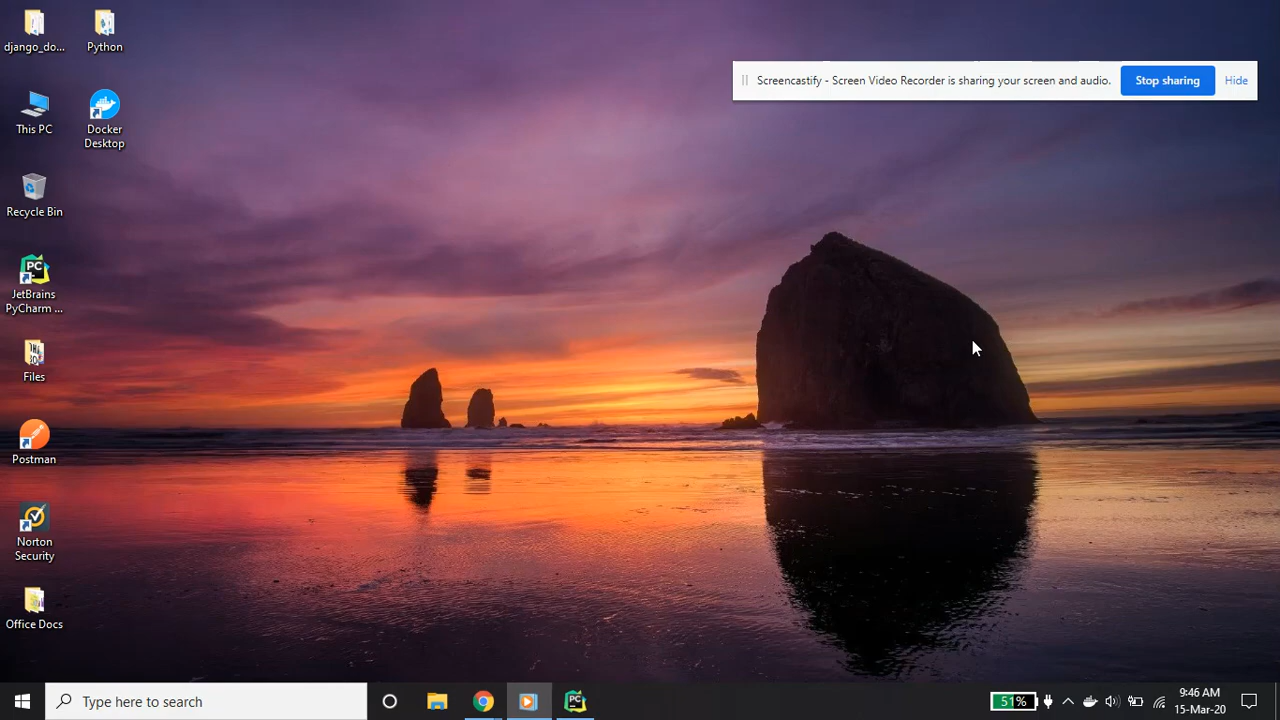 django_do...
Python
This PC
Docker
Desktop
Recycle Bin
JetBrains
PyCharm ...
Files
Postman
Norton
Security
Office Docs
Screencastify - Screen Video Recorder is sharing your screen and audio.
Stop sharing
Hide
Type here to search
51%
9:46 AM
15-Mar-20